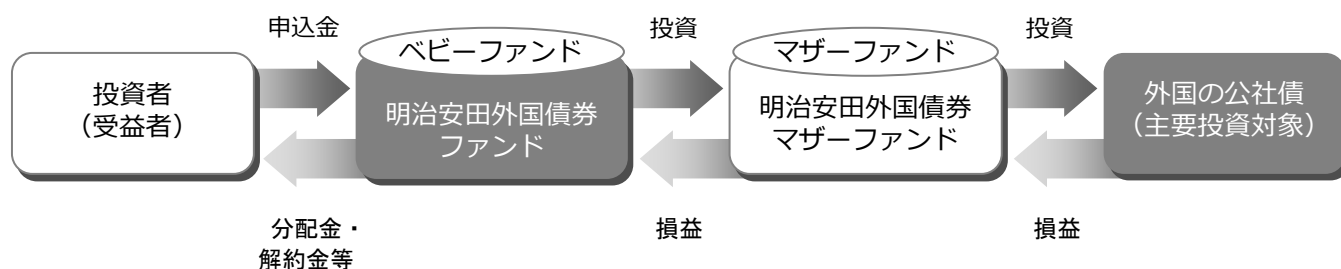 申込金
投資
投資
ベビーファンド
マザーファンド
投資者
（受益者）
明治安田外国債券
ファンド
明治安田外国債券
マザーファンド
外国の公社債
（主要投資対象）
分配金・
解約金等
損益
損益